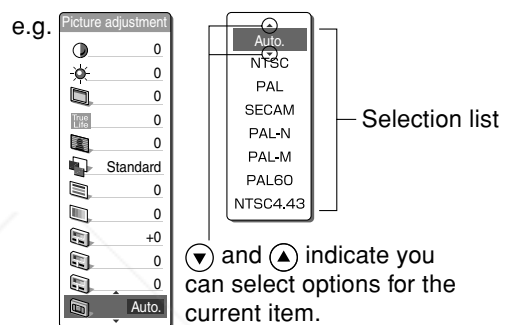 e.g.
Picture adjustment
0
0
0
True Life 0
0
Standard
0
0
+0
0
0
Auto.
Auto.
NTSC
PAL
SECAM
PAL-N
PAL-M
PAL60
NTSC4.43
Selection list
▼ and ▲ indicate you
can select options for the
current item.